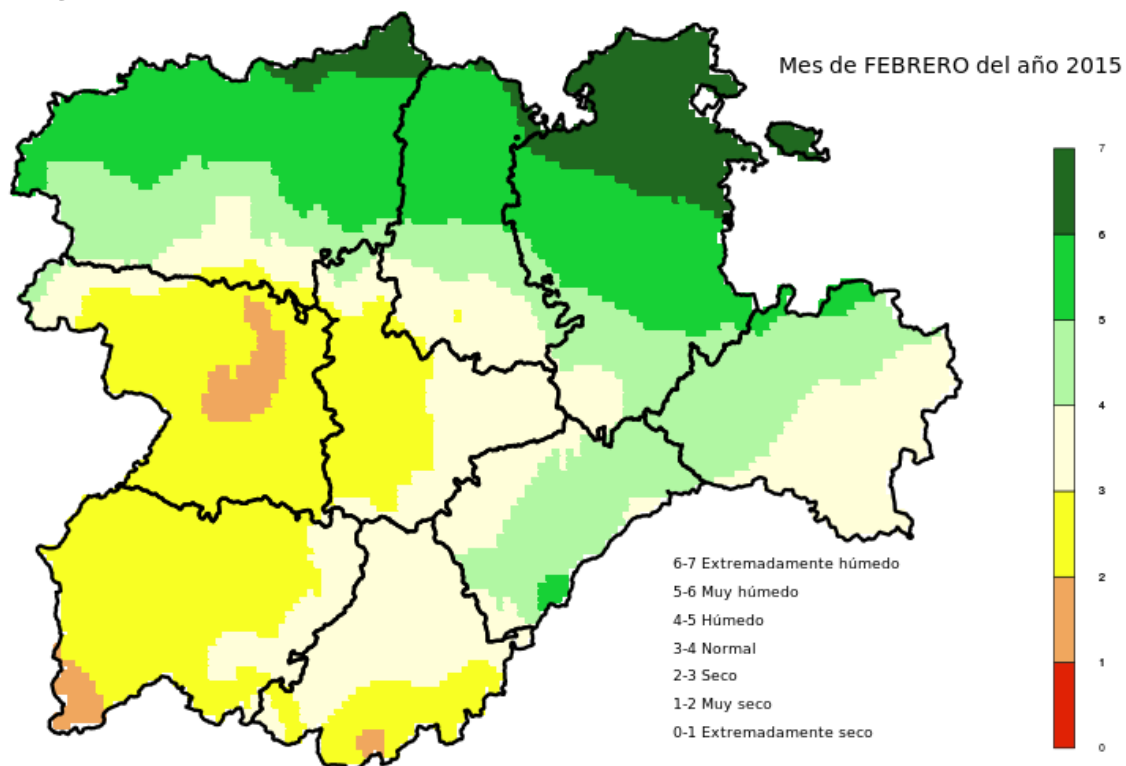 Mes de FEBRERO del año 2015
7
6
5
4
3
2
1
0
6-7 Extremadamente húmedo
5-6 Muy húmedo
4-5 Húmedo
3-4 Normal
2-3 Seco
1-2 Muy seco
0-1 Extremadamente seco